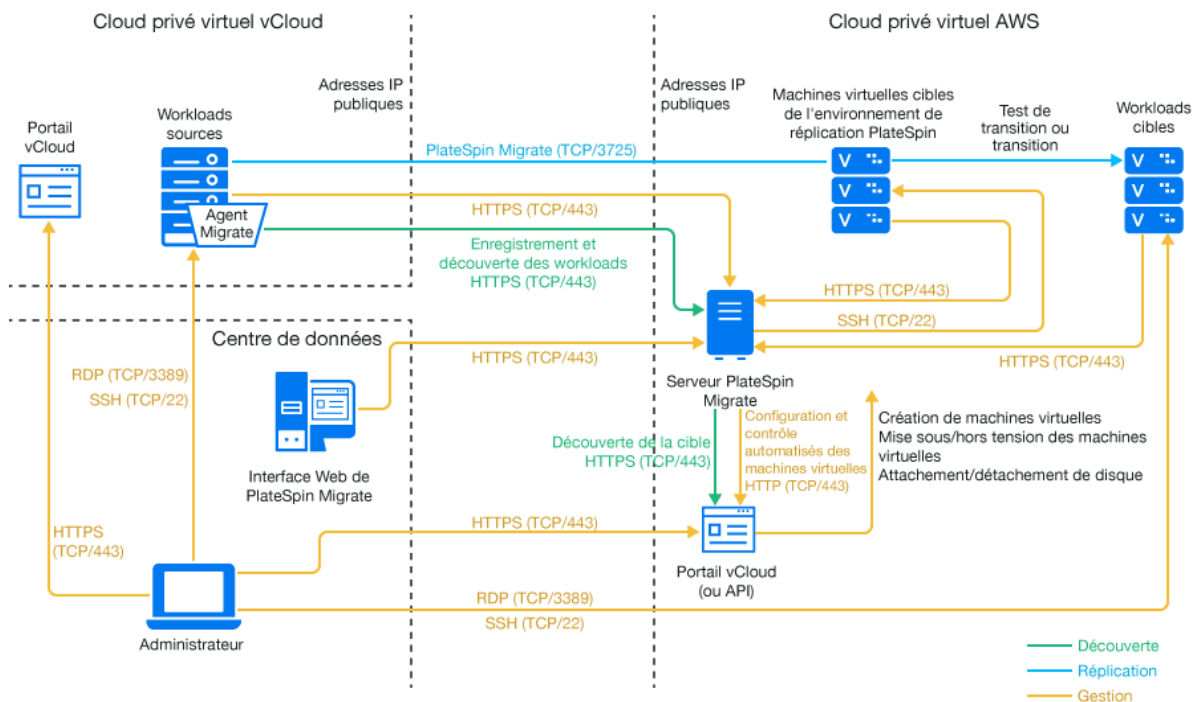 Cloud privé virtuel vCloud
Cloud privé virtuel AWS
Adresses IP
publiques
Adresses IP
publiques
Portail
vCloud
Workloads
sources
Agent
Migrate
Machines virtuelles cibles
de l'environnement de
réplication PlateSpin
Test de
transition ou
transition
Workloads
cibles
PlateSpin Migrate (TCP/3725)
HTTPS (TCP/443)
Enregistrement et
découverte des workloads
HTTPS (TCP/443)
HTTPS (TCP/443)
SSH (TCP/22)
HTTPS (TCP/443)
Centre de données
HTTPS (TCP/443)
RDP (TCP/3389)
SSH (TCP/22)
Interface Web de
PlateSpin Migrate
Serveur PlateSpin
Migrate
Découverte de la cible
HTTPS (TCP/443)
Configuration et
contrôle
automatisés des
machines virtuelles
HTTP (TCP/443)
Création de machines virtuelles
Mise sous/hors tension des machines
virtuelles
Attachement/détachement de disque
HTTPS
(TCP/443)
HTTPS (TCP/443)
Portail vCloud
(ou API)
Administrateur
RDP (TCP/3389)
SSH (TCP/22)
Découverte
Réplication
Gestion
V
V
V
V
V
V